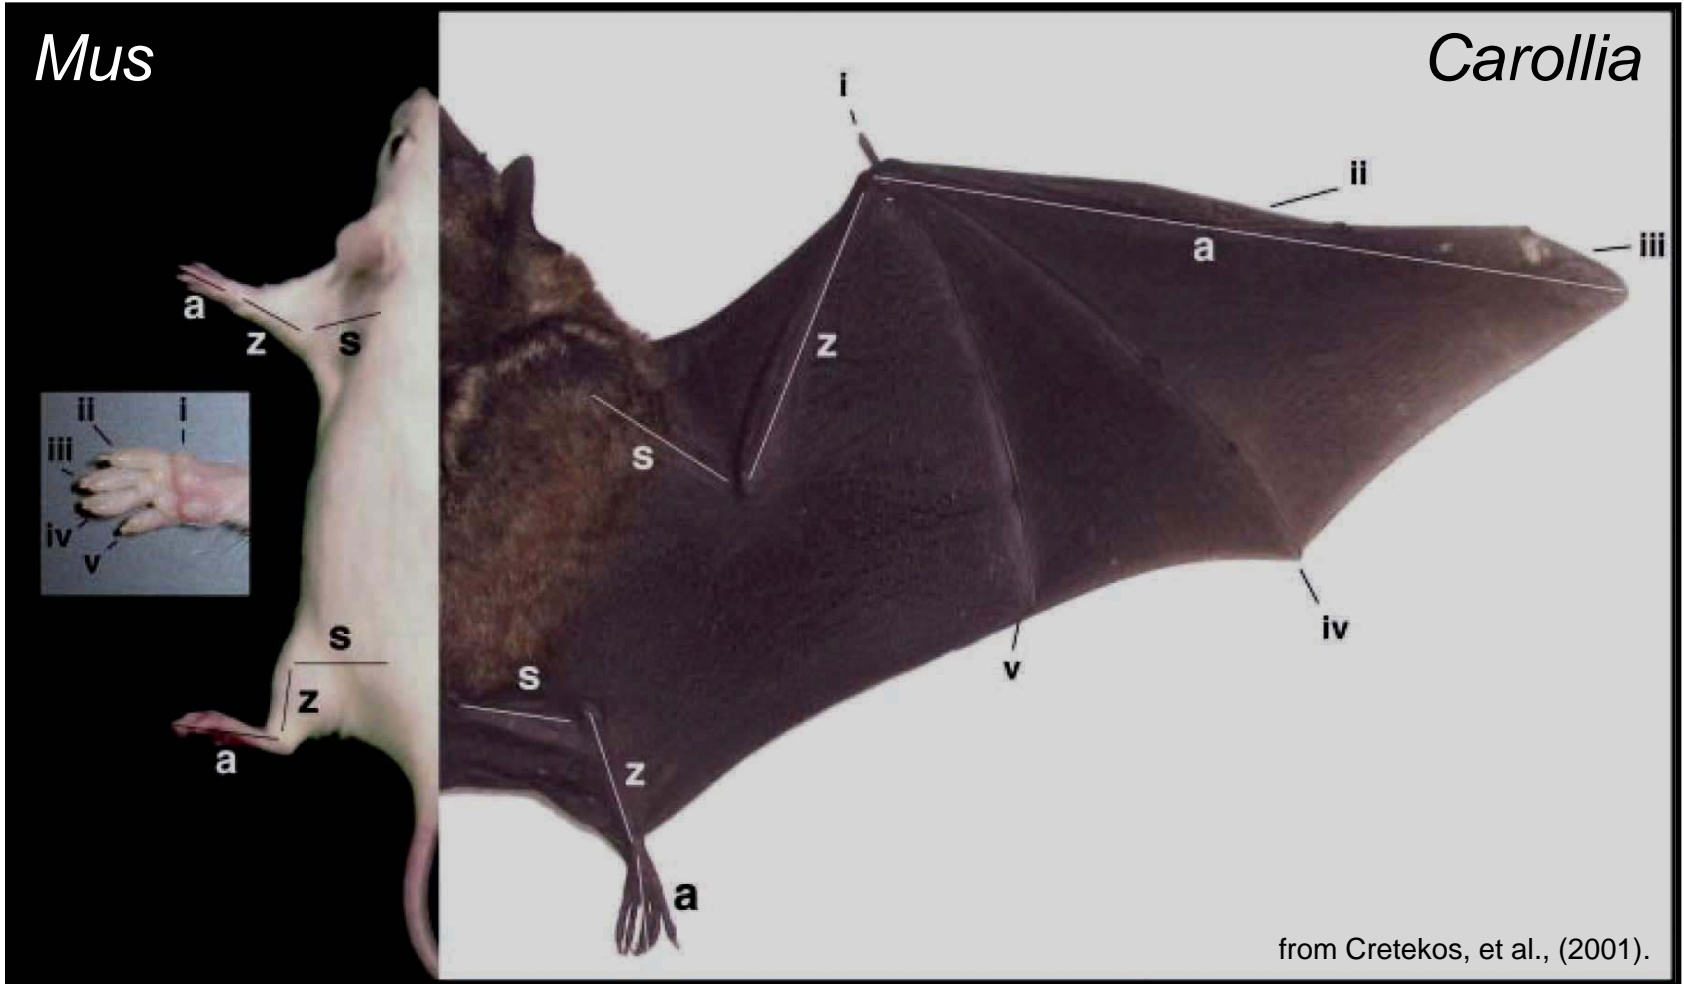 Mus
Carollia
i
ii
a
iii
a
z
s
z
s
ii
i
iii
iv
v
iv
v
s
z
a
s
z
a
from Cretekos, et al., (2001).